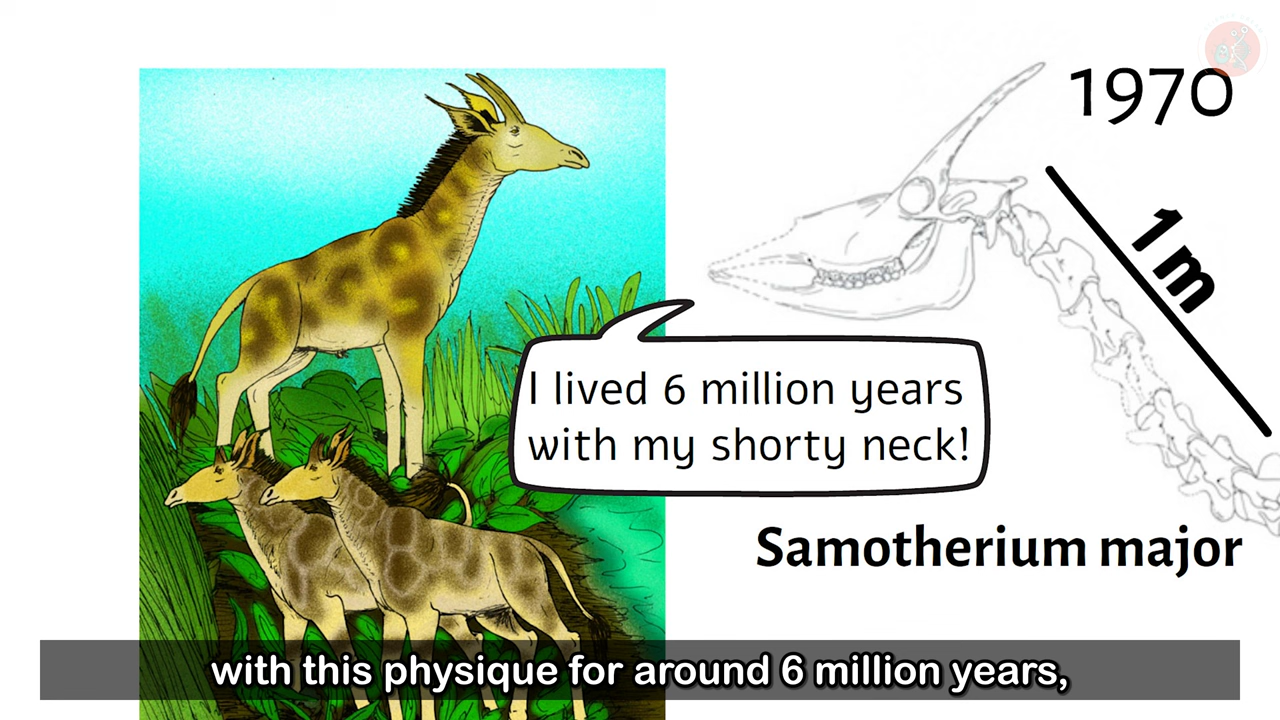 1970
1 m
I lived 6 million years
with my shorty neck!
Samotherium major
with this physique for around 6 million years,